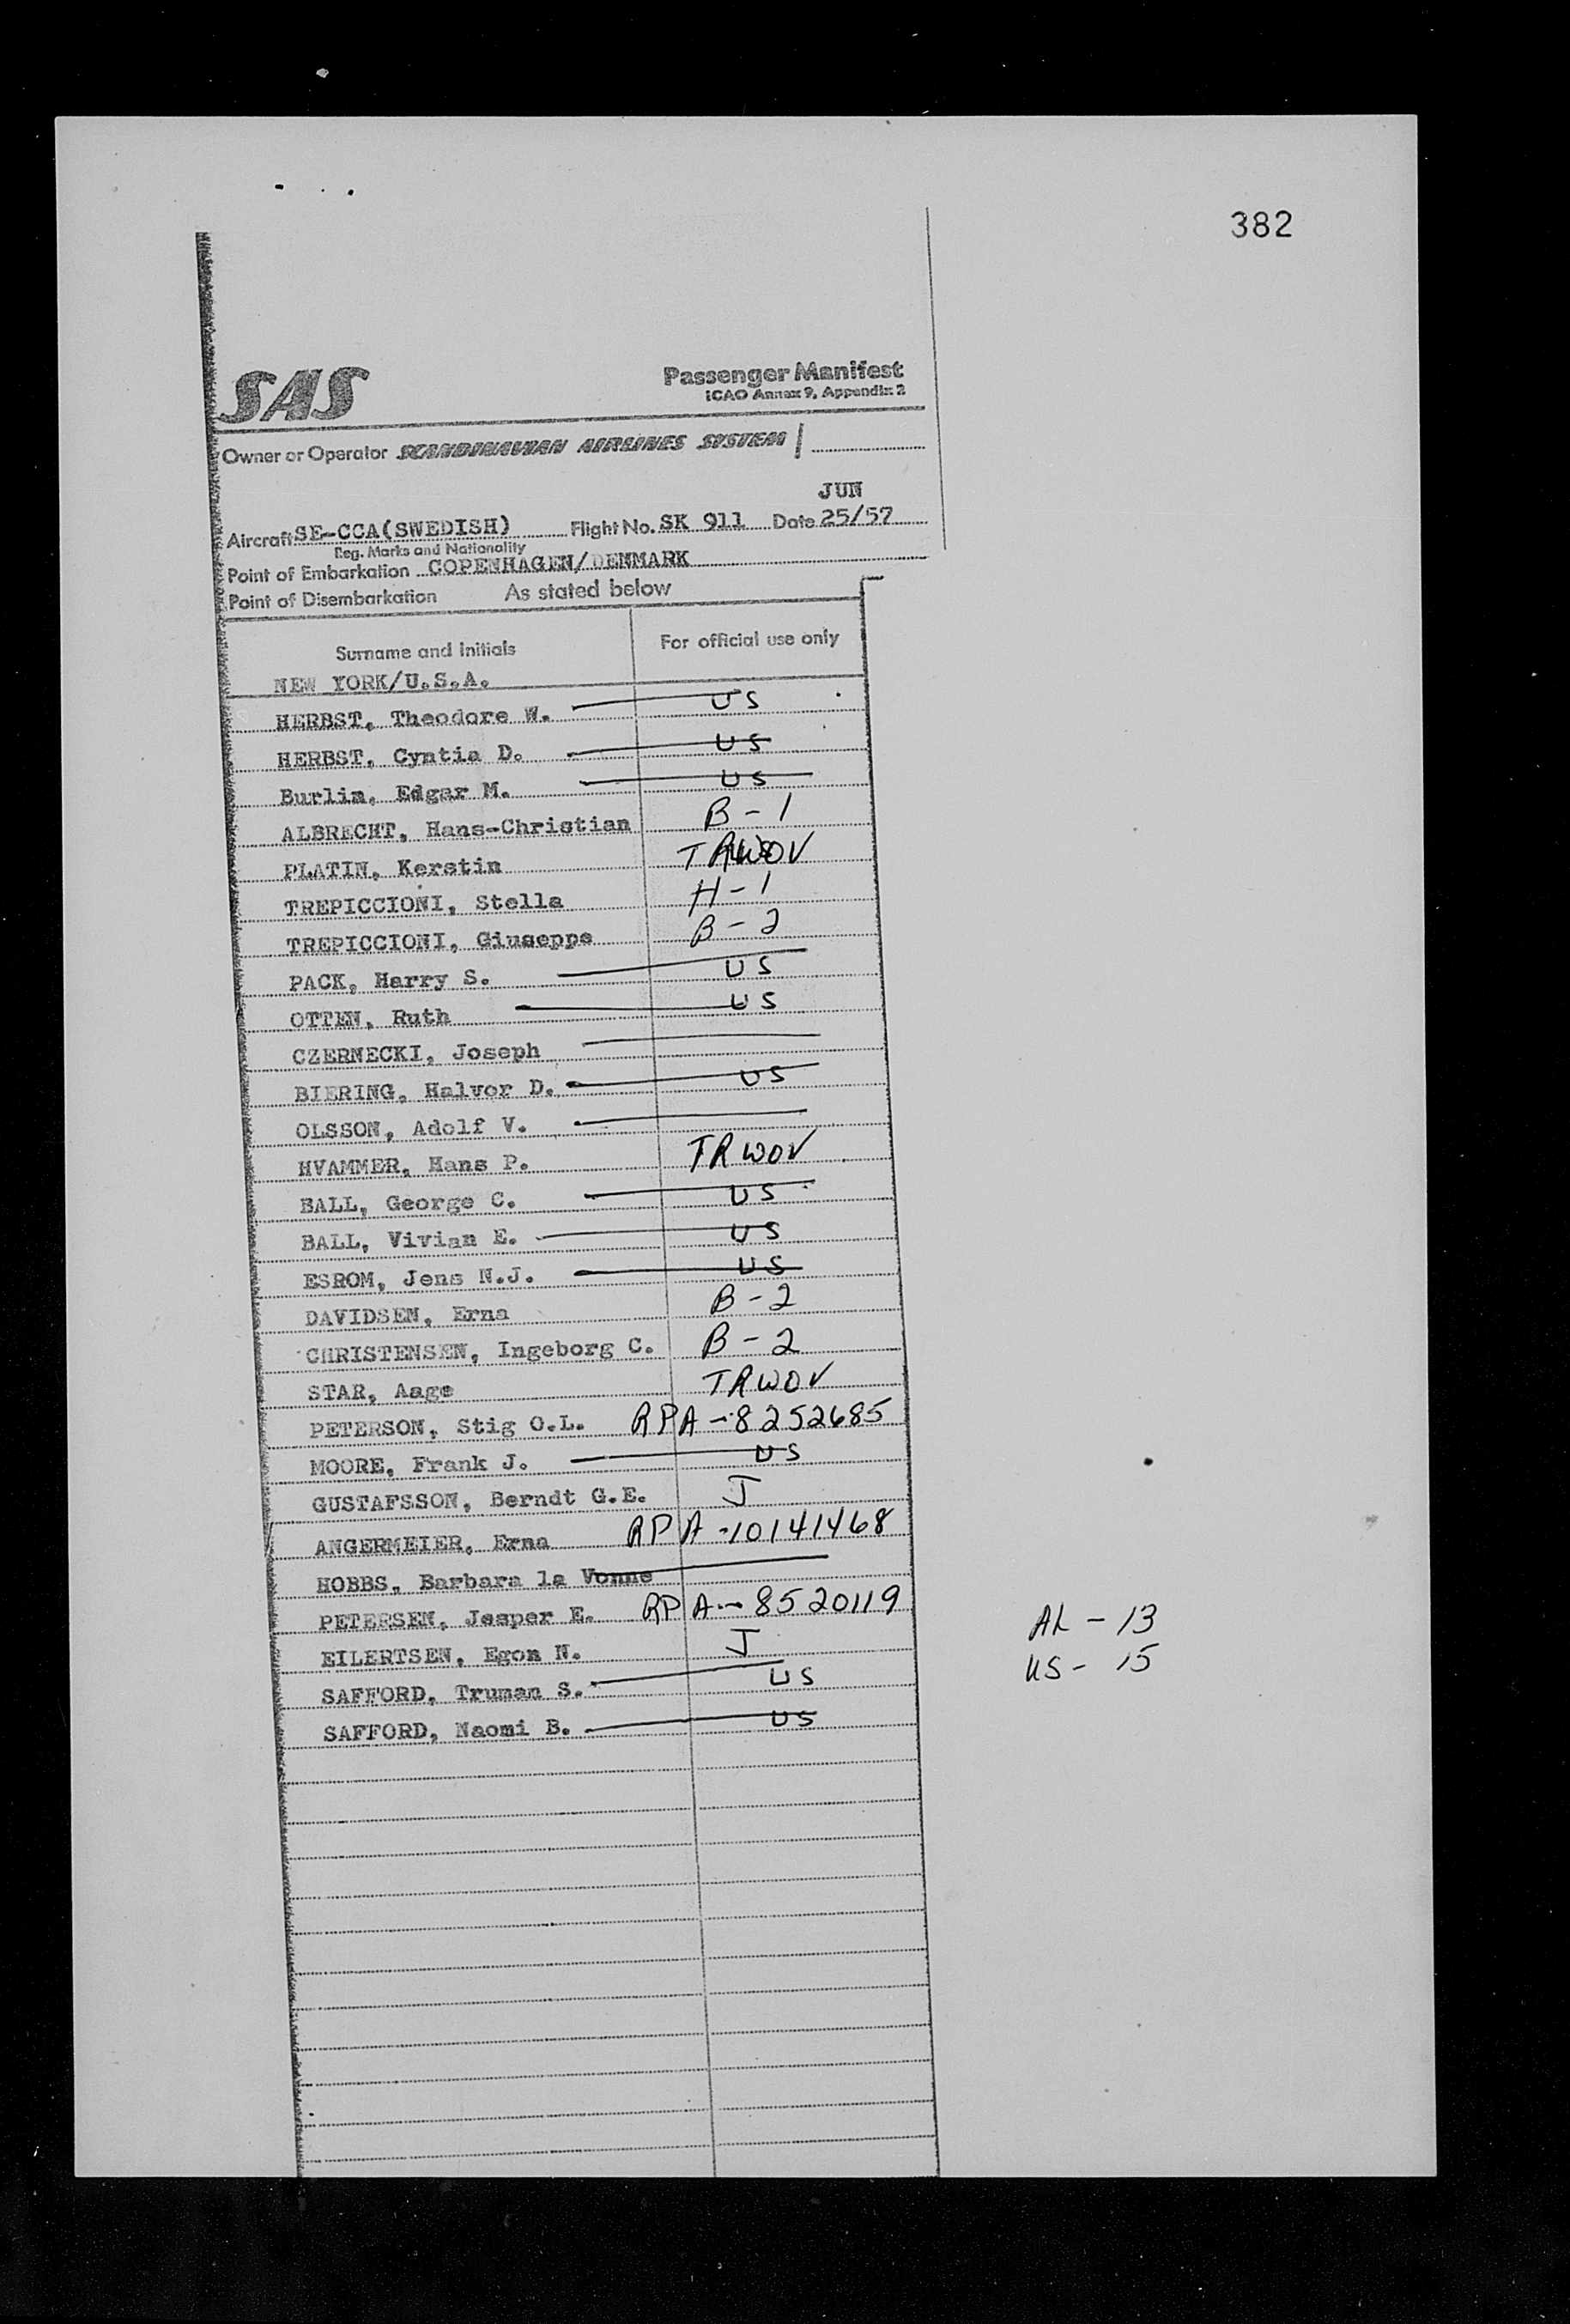 382
SAS
Passenger Manifest
ICAO Annex 9, Appendix 2
Owner or Operator SCANDINAVIAN AIRLINES SYSTEM
JUN
Aircraft SE-CCA(SWEDISH) Flight No. SK 911 Date 25/57
Reg. Marks and Nationality
Point of Embarkation COPENHAGEN/DENMARK
Point of Disembarkation As stated below
Surname and Initials For official use only
NEW YORK/U.S.A.
HERBST, Theodore W. US
HERBST, Cyntia D. US
Burlin, Edgar M. US
ALBRECHT, Hans-Christian B-1
PLATIN, Kerstin TRWOV
TREPICCIONI, Stella H-1
TREPICCIONI, Giuseppe B-2
PACK, Harry S. US
OTTEN, Ruth US
CZERNECKI, Joseph
BIERING, Halvor D. US
OLSSON, Adolf V.
HVAMMER, Hans P. TRWOV
BALL, George C. US
BALL, Vivian E. US
ESROM, Jens N.J. US
DAVIDSEN, Erna B-2
CHRISTENSEN, Ingeborg C. B-2
STAR, Aage TRWOV
PETERSON, Stig O.L. RPA-8252685
MOORE, Frank J. US
GUSTAFSSON, Berndt G.E. J
ANGERMEIER, Erna RPA-10141468
HOBBS, Barbara la Vonne
PETERSEN, Jesper E. RPA-8520119
EILERTSEN, Egon N. J
SAFFORD, Truman S. US
SAFFORD, Naomi B. US
AL - 13
US - 15